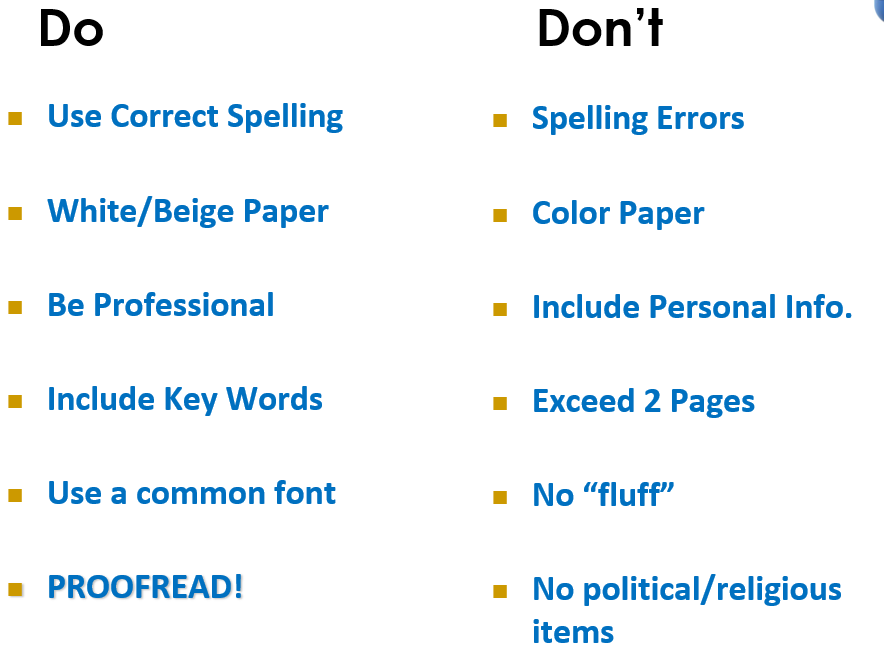 Do
Use Correct Spelling
White/Beige Paper
Be Professional
Include Key Words
Use a common font
PROOFREAD!
Don’t
Spelling Errors
Color Paper
Include Personal Info.
Exceed 2 Pages
No “fluff”
No political/religious
items